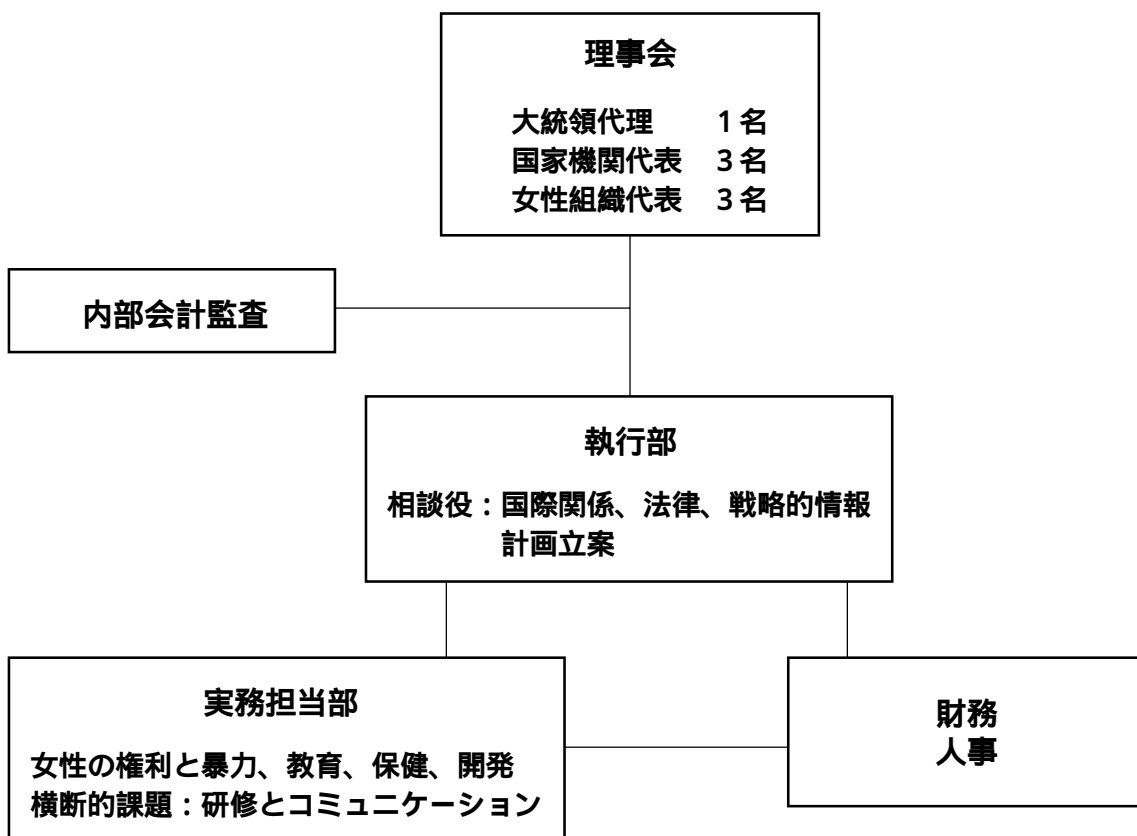 理事会
大統領代理 1名
国家機関代表 3名
女性組織代表 3名
内部会計監査
執行部
相談役：国際関係、法律、戦略的情報
計画立案
実務担当部
女性の権利と暴力、教育、保健、開発
横断的課題：研修とコミュニケーション
財務
人事